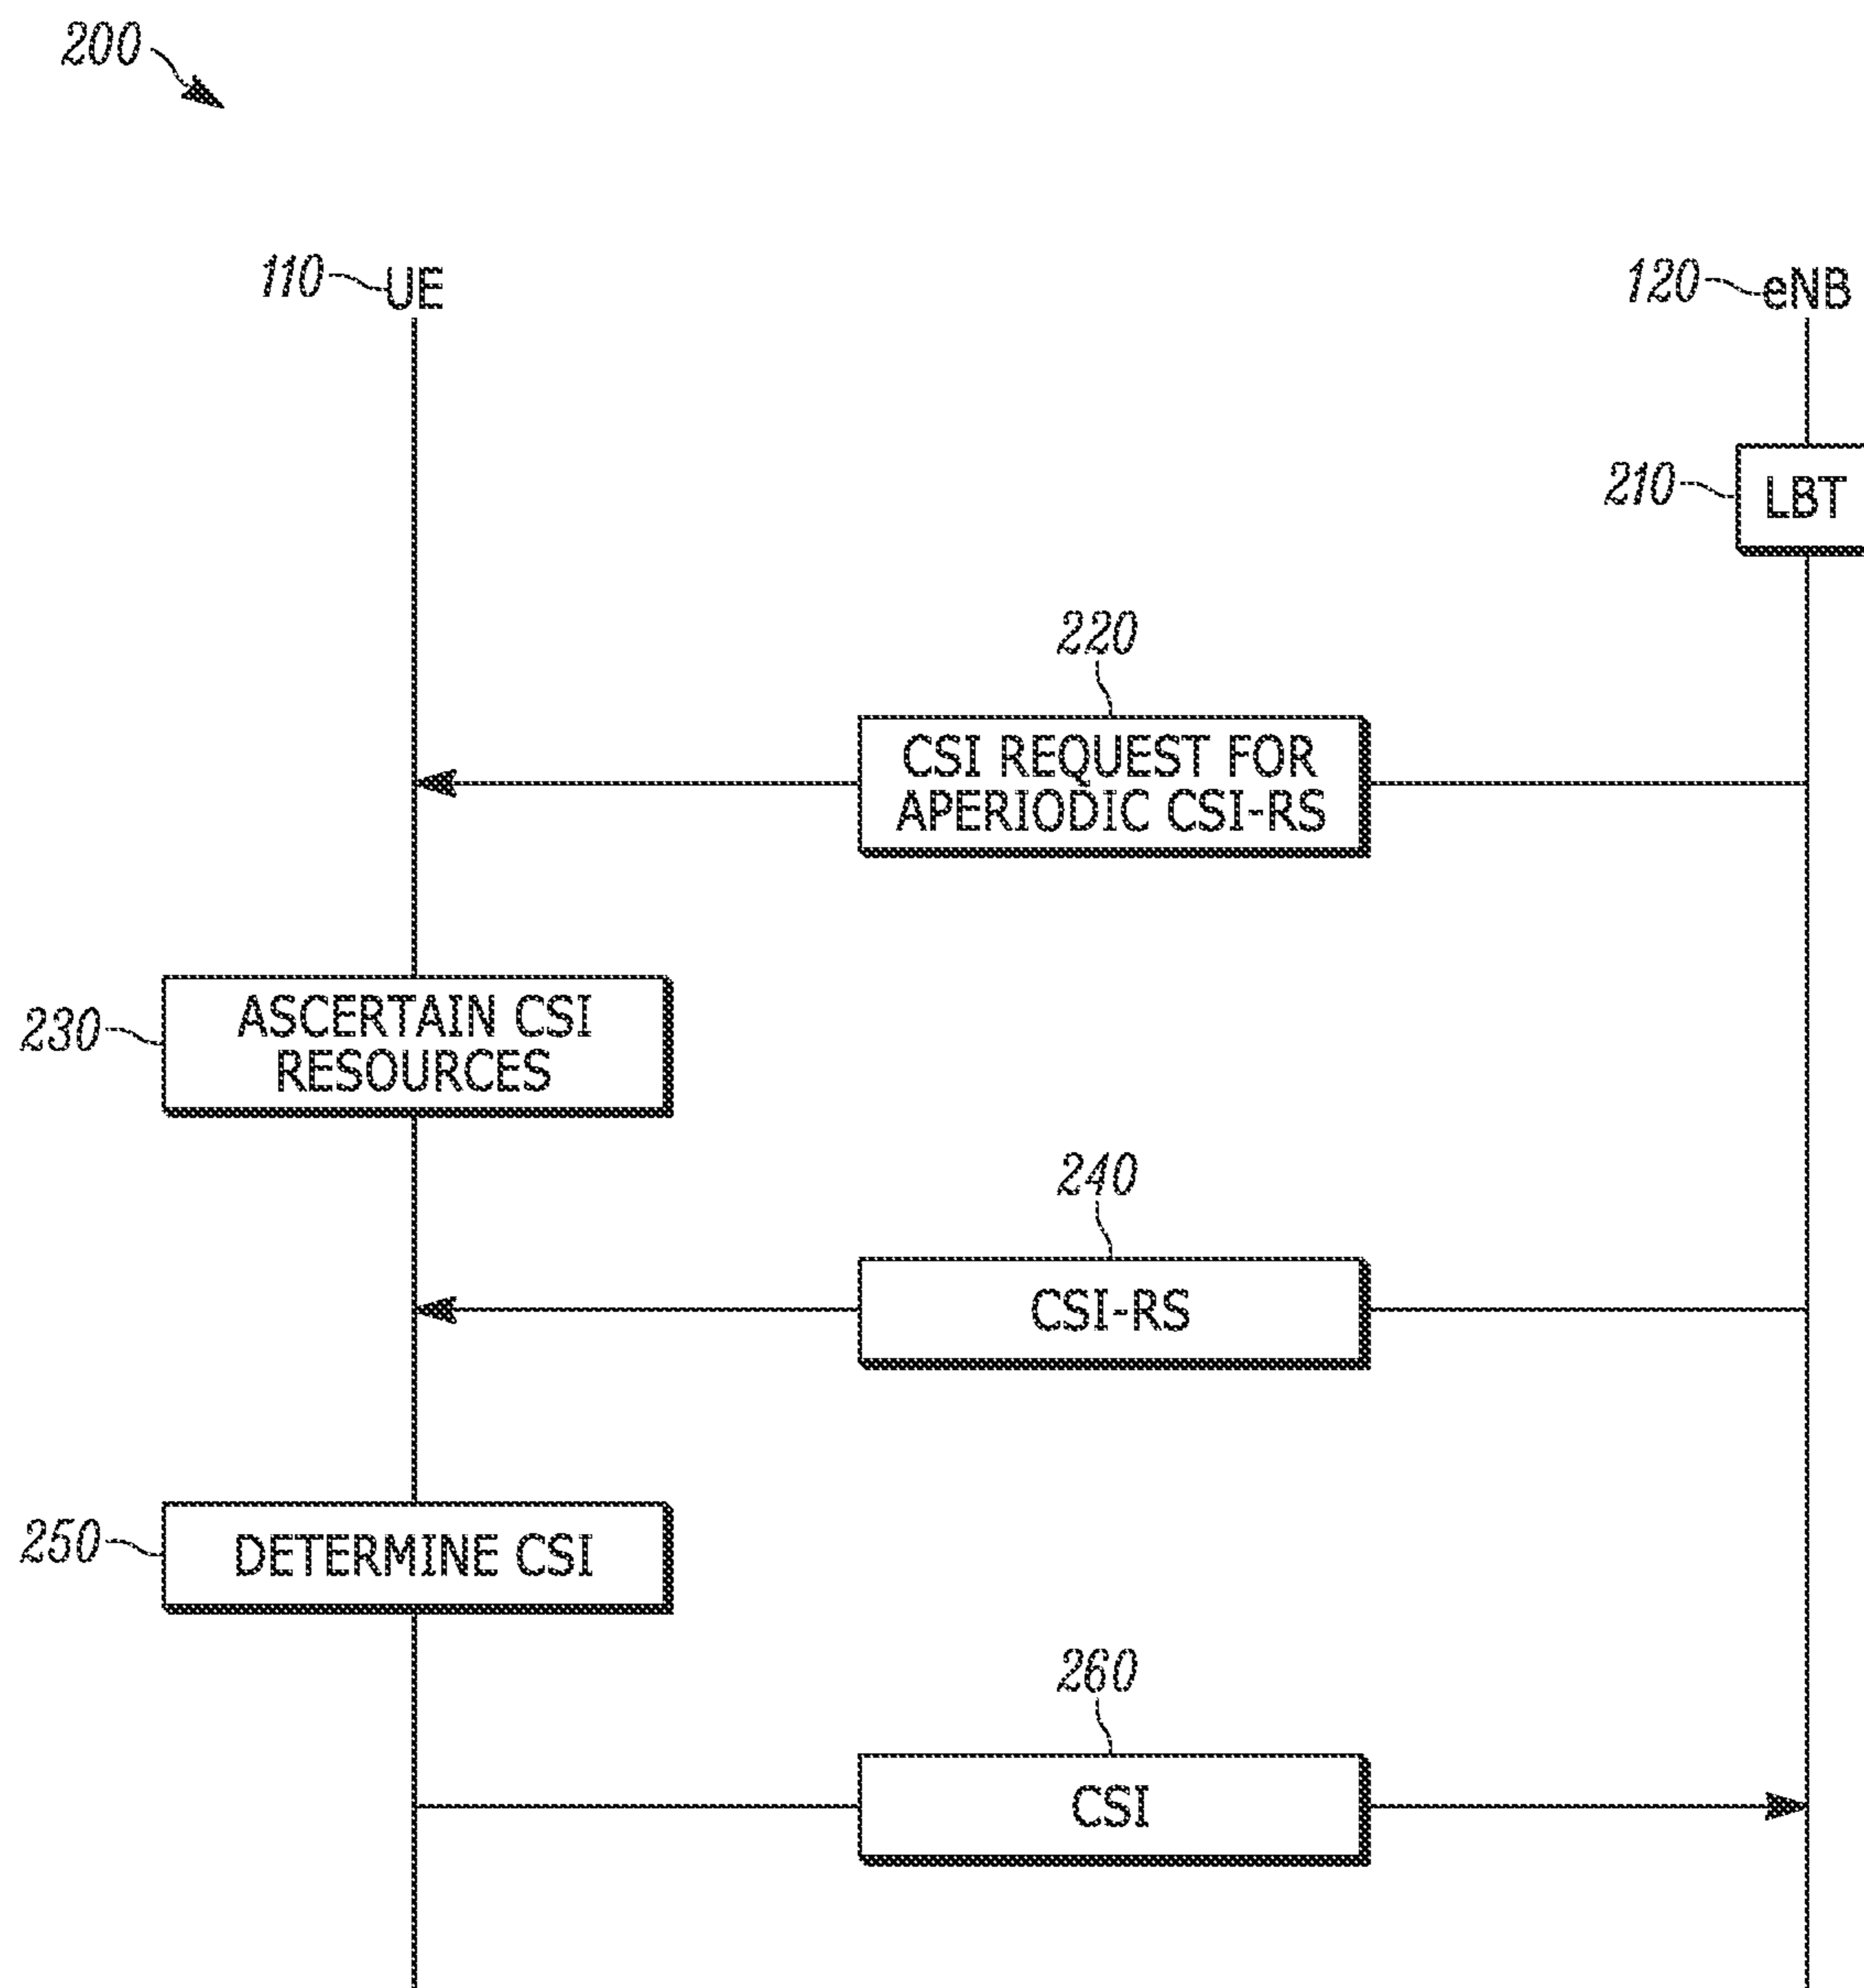 200
110 UE
120 eNB
210 LBT
220
CSI REQUEST FOR
APERIODIC CSI-RS
230
ASCERTAIN CSI
RESOURCES
240
CSI-RS
250
DETERMINE CSI
260
CSI